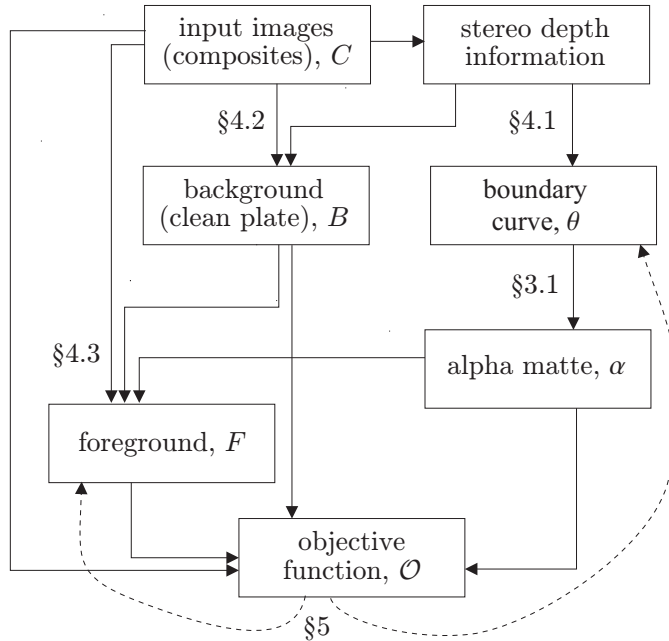 input images
(composites), C
stereo depth
information
§4.2
§4.1
background
(clean plate), B
boundary
curve, θ
§3.1
§4.3
alpha matte, α
foreground, F
objective
function, 𝒪
§5